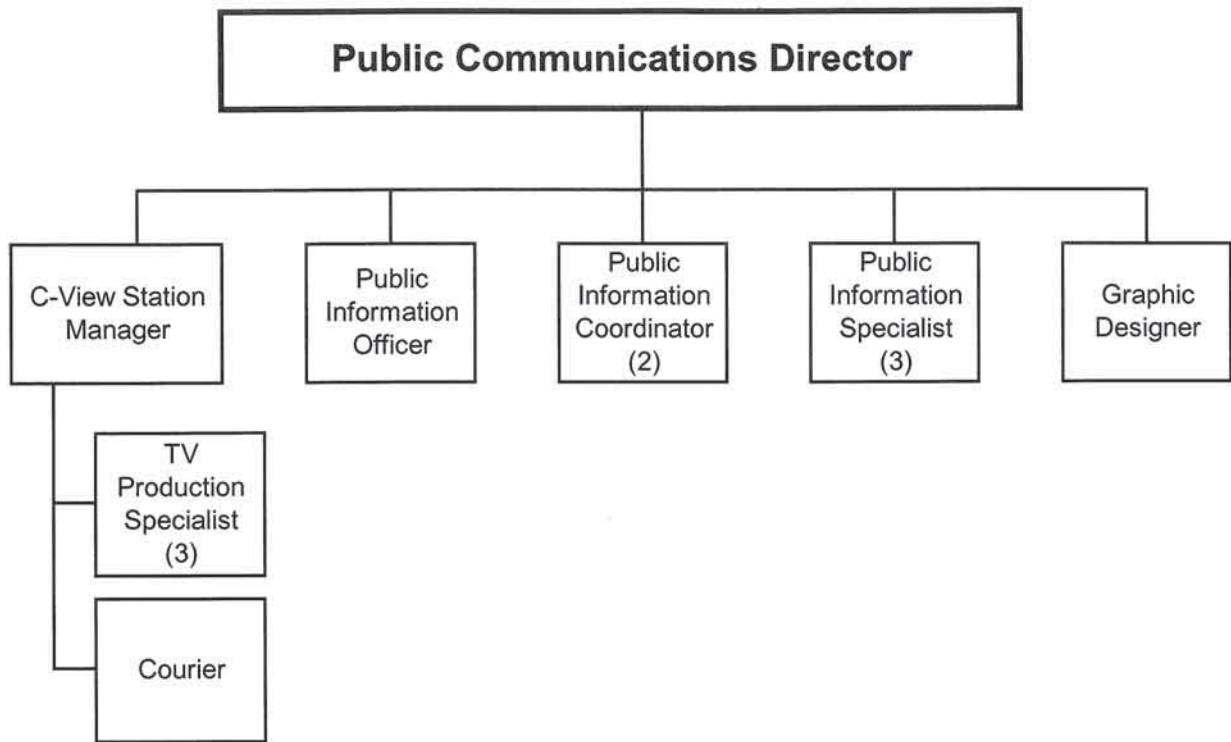 Public Communications Director
C-View Station
Manager
Public
Information
Officer
Public
Information
Coordinator
(2)
Public
Information
Specialist
(3)
Graphic
Designer
TV
Production
Specialist
(3)
Courier